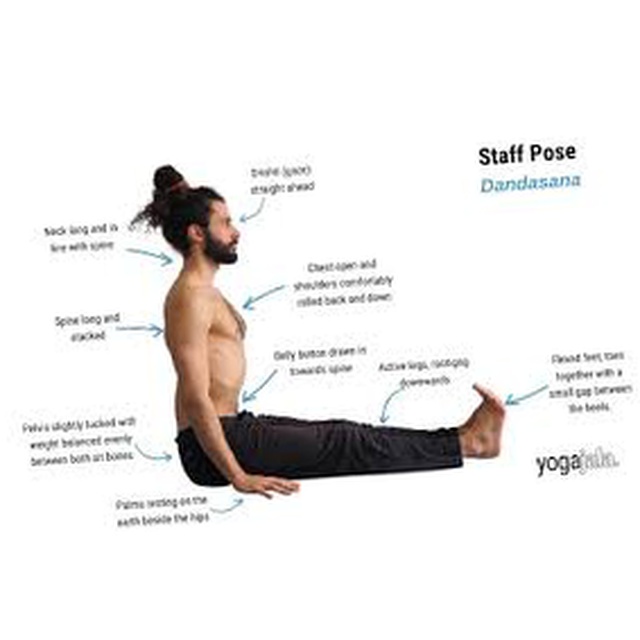 Staff Pose
Dandasana
Drishti (gaze)
straight ahead
Neck long and in
line with spine
Chest open and
shoulders comfortably
rolled back and down
Spine long and
stacked
Belly button drawn in
towards spine
Active legs, rooting
downwards
Flexed feet, toes
together with a
small gap between
the heels.
Pelvis slightly tucked with
weight balanced evenly
between both sit bones
Palms resting on the
earth beside the hips
yogajala.